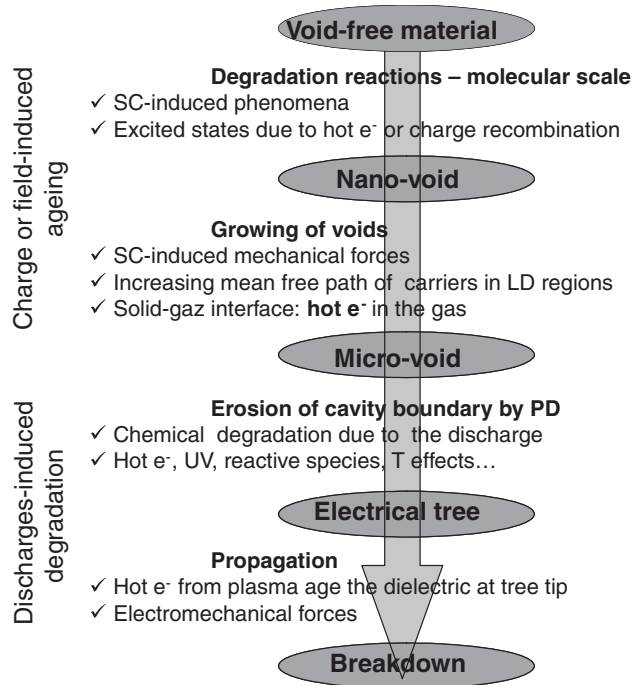 Void-free material
Degradation reactions – molecular scale
✓ SC-induced phenomena
✓ Excited states due to hot e- or charge recombination
Nano-void
Charge or field-induced
ageing
Growing of voids
✓ SC-induced mechanical forces
✓ Increasing mean free path of carriers in LD regions
✓ Solid-gaz interface: hot e- in the gas
Micro-void
Erosion of cavity boundary by PD
✓ Chemical degradation due to the discharge
✓ Hot e-, UV, reactive species, T effects…
Discharges-induced
degradation
Electrical tree
Propagation
✓ Hot e- from plasma age the dielectric at tree tip
✓ Electromechanical forces
Breakdown